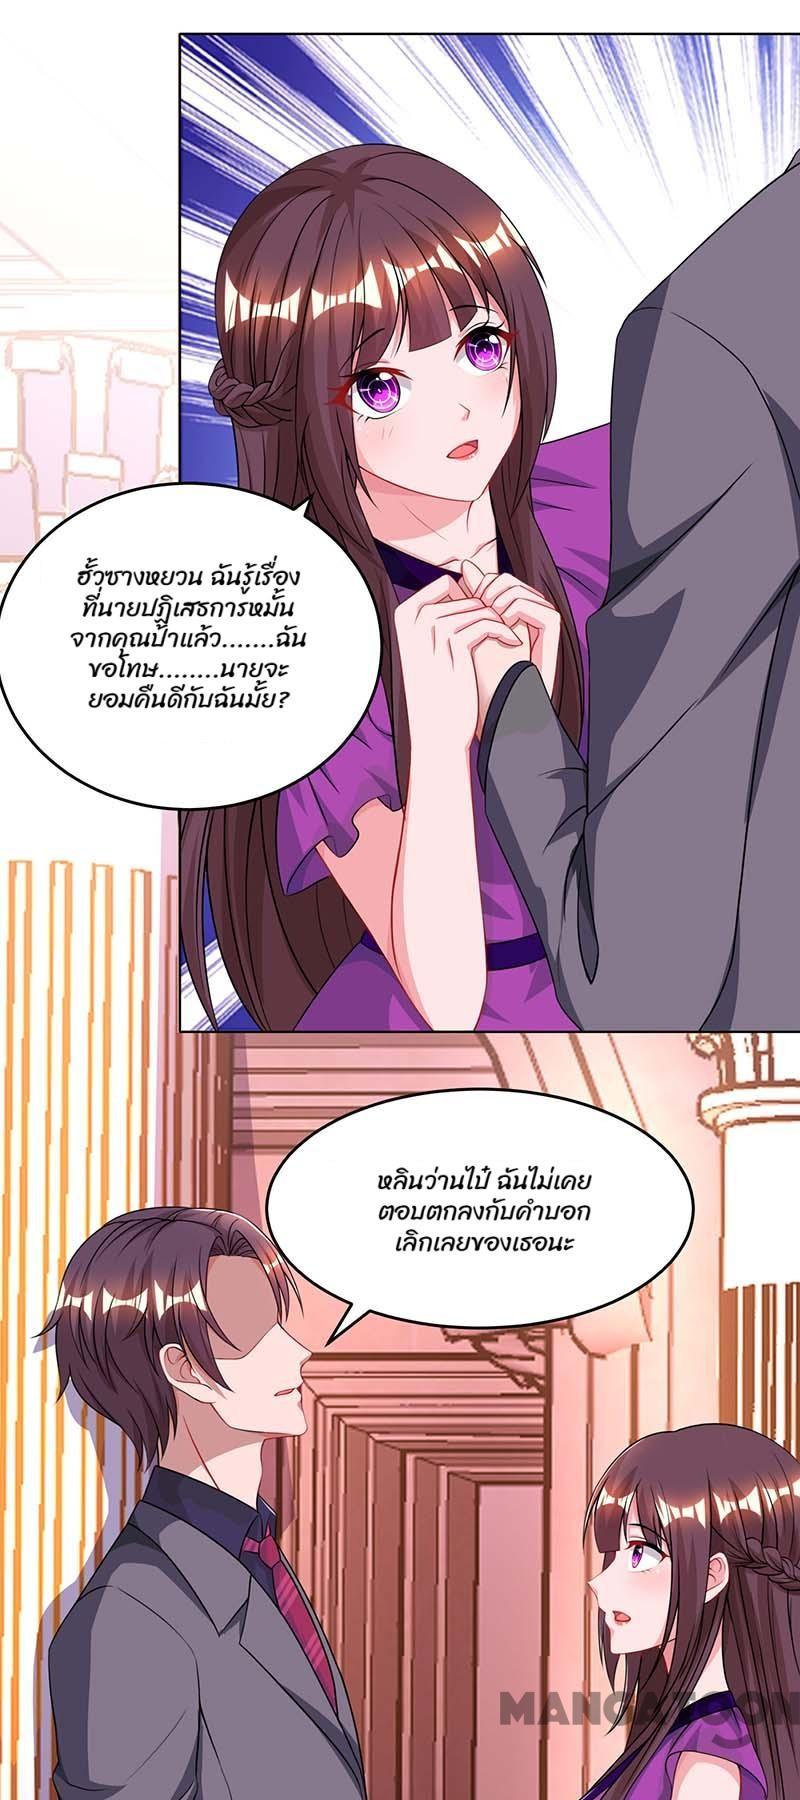 ฮั้วซางหยวน ฉันรู้เรื่อง
ที่นายปฏิเสธการหมั้น
จากคุณป้าแล้ว.......ฉัน
ขอโทษ........นายจะ
ยอมคืนดีกับฉันมั้ย?
หลินว่านไป๋ ฉันไม่เคย
ตอบตกลงกับคำบอก
เลิกเลยของเธอนะ
MANGATOON